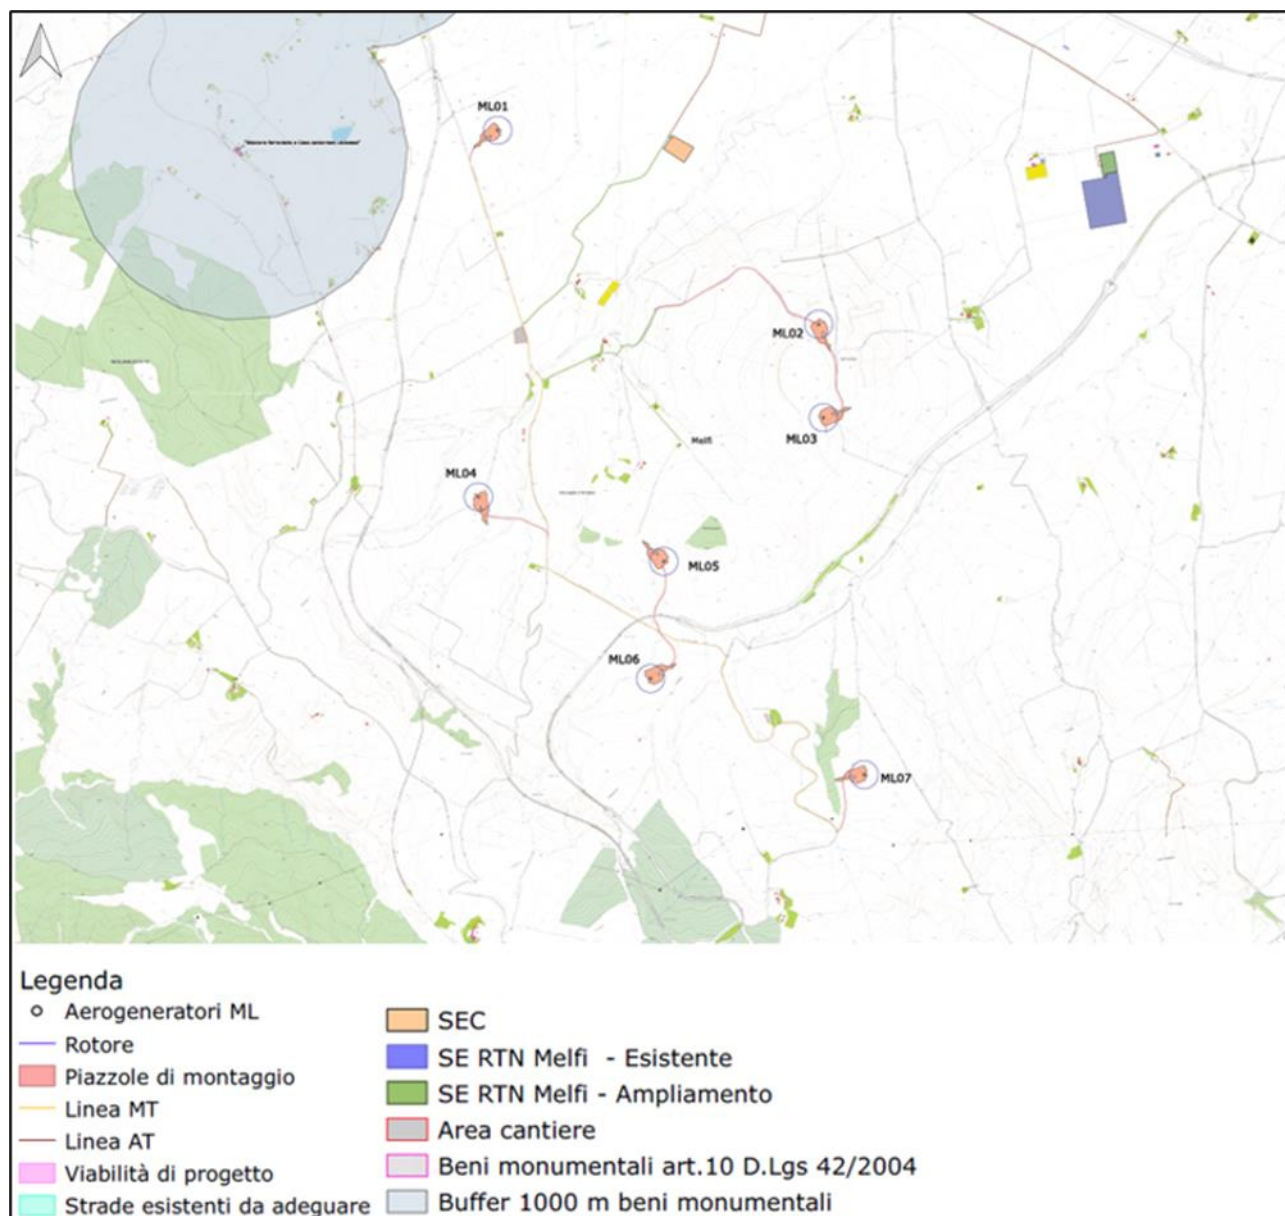 ML01
ML02
ML03
Melfi
ML04
ML05
ML06
ML07
Legenda
Aerogeneratori ML
Rotore
Piazzole di montaggio
Linea MT
Linea AT
Viabilità di progetto
Strade esistenti da adeguare
SEC
SE RTN Melfi - Esistente
SE RTN Melfi - Ampliamento
Area cantiere
Beni monumentali art.10 D.Lgs 42/2004
Buffer 1000 m beni monumentali